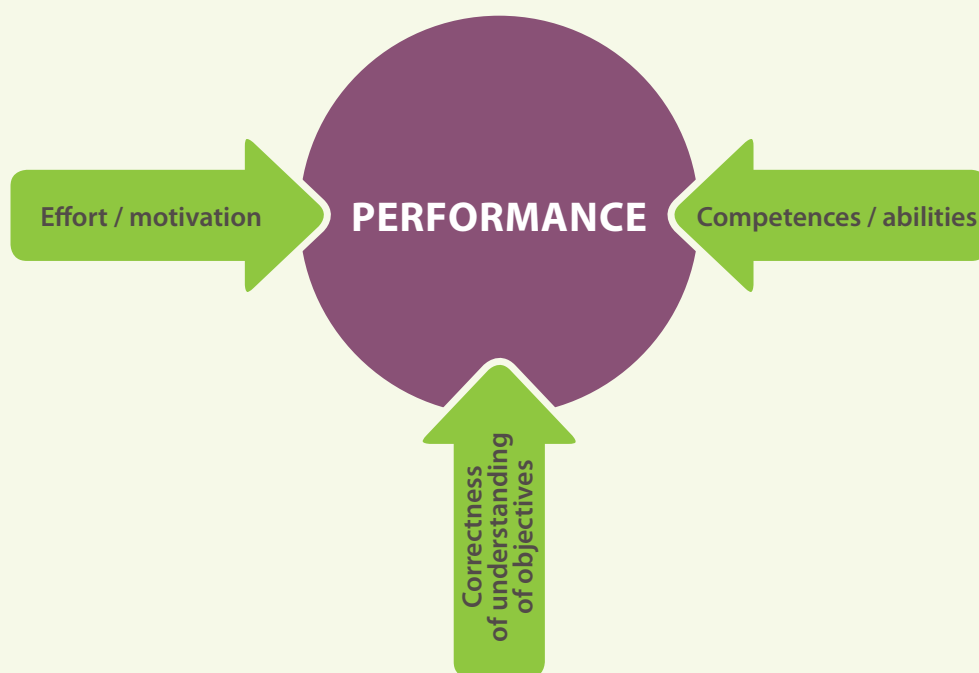 Effort / motivation
PERFORMANCE
Competences / abilities
Correctness
of understanding
of objectives